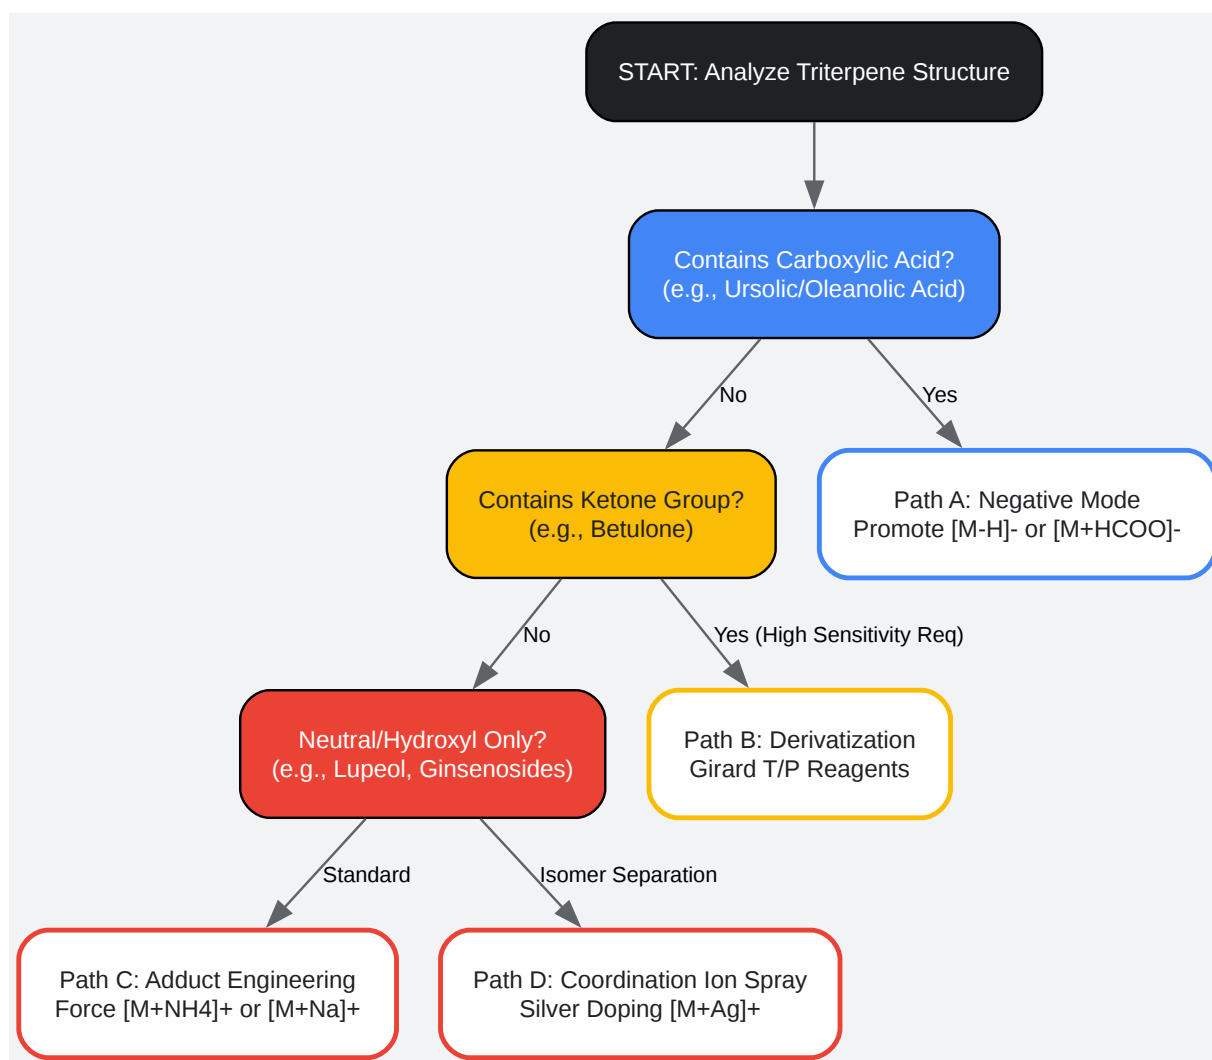 START: Analyze Triterpene Structure
Contains Carboxylic Acid?
(e.g., Ursolic/Oleanolic Acid)
No
Yes
Contains Ketone Group?
(e.g., Betulone)
Path A: Negative Mode
Promote [M-H]- or [M+HCOO]-
No
Yes (High Sensitivity Req)
Neutral/Hydroxyl Only?
(e.g., Lupeol, Ginsenosides)
Path B: Derivatization
Girard T/P Reagents
Standard
Isomer Separation
Path C: Adduct Engineering
Force [M+NH4]+ or [M+Na]+
Path D: Coordination Ion Spray
Silver Doping [M+Ag]+